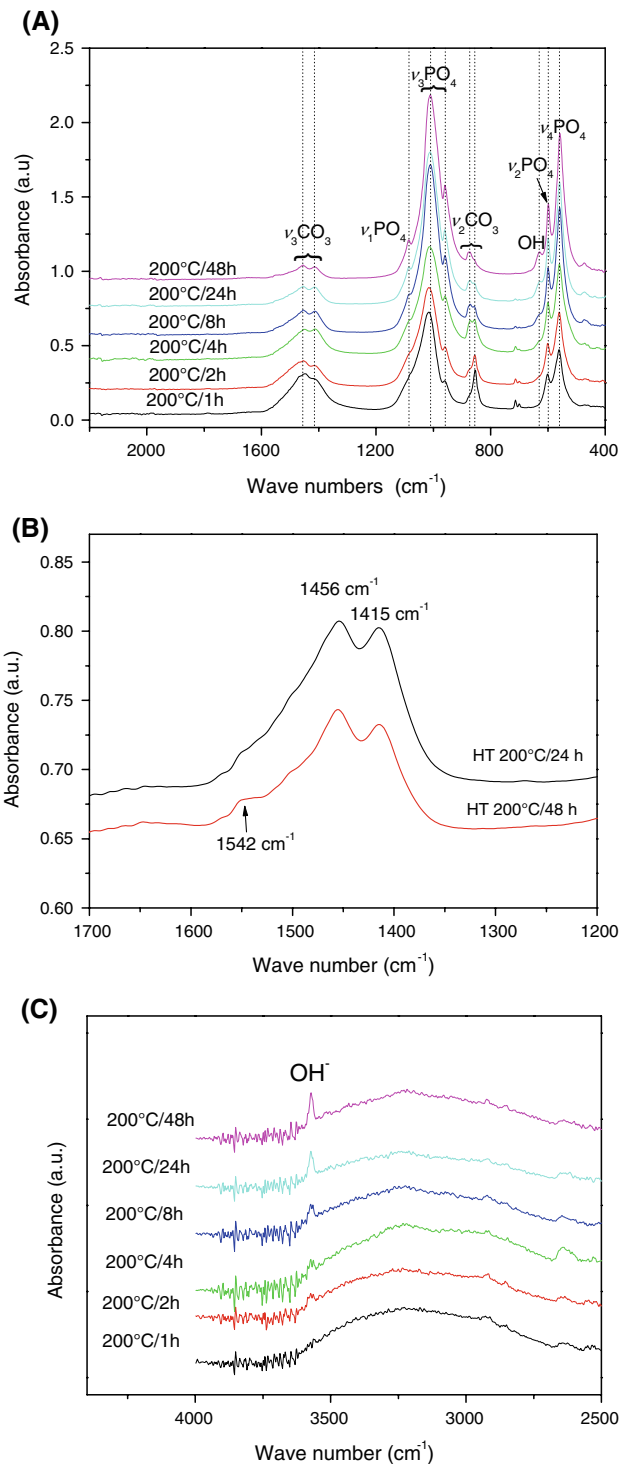 (A)
2.5
2.0
1.5
1.0
0.5
0.0
Absorbance (a.u)
ν₃PO₄
ν₄PO₄
ν₂PO₄
ν₃CO₃
ν₁PO₄
ν₂CO₃
OH
200°C/48h
200°C/24h
200°C/8h
200°C/4h
200°C/2h
200°C/1h
2000 1600 1200 800 400
Wave numbers (cm⁻¹)
(B)
0.85
0.80
0.75
0.70
0.65
0.60
Absorbance (a.u.)
1456 cm⁻¹
1415 cm⁻¹
HT 200°C/24 h
HT 200°C/48 h
1542 cm⁻¹
1700 1600 1500 1400 1300 1200
Wave number (cm⁻¹)
(C)
Absorbance (a.u.)
OH⁻
200°C/48h
200°C/24h
200°C/8h
200°C/4h
200°C/2h
200°C/1h
4000 3500 3000 2500
Wave number (cm⁻¹)